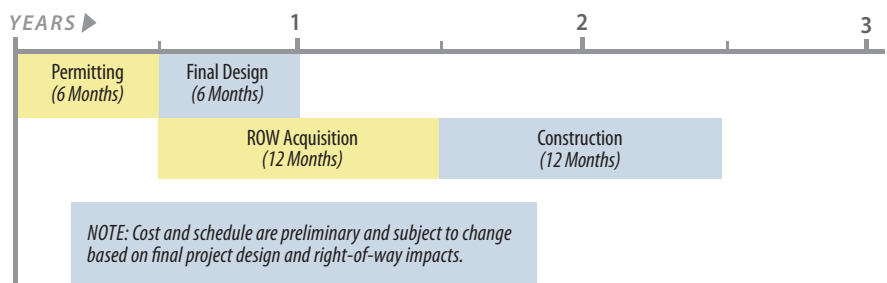 YEARS 1 2 3
Permitting Final Design
(6 Months) (6 Months)
ROW Acquisition Construction
(12 Months) (12 Months)
NOTE: Cost and schedule are preliminary and subject to change
based on final project design and right-of-way impacts.